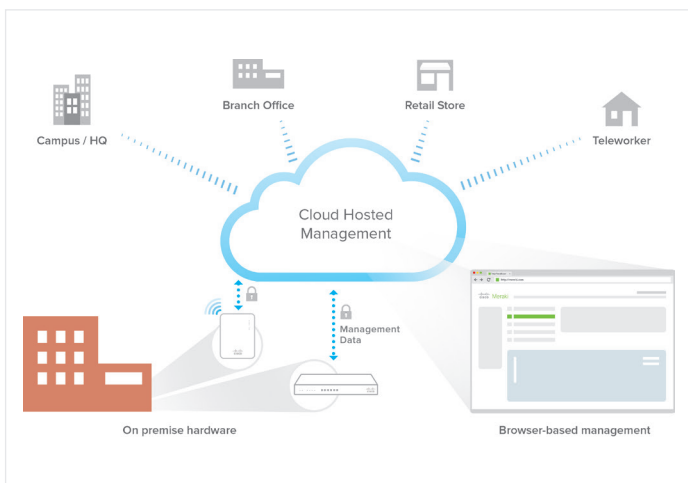 Campus / HQ
Branch Office
Retail Store
Teleworker
Cloud Hosted
Management
Management
Data
On premise hardware
Browser-based management
Meraki